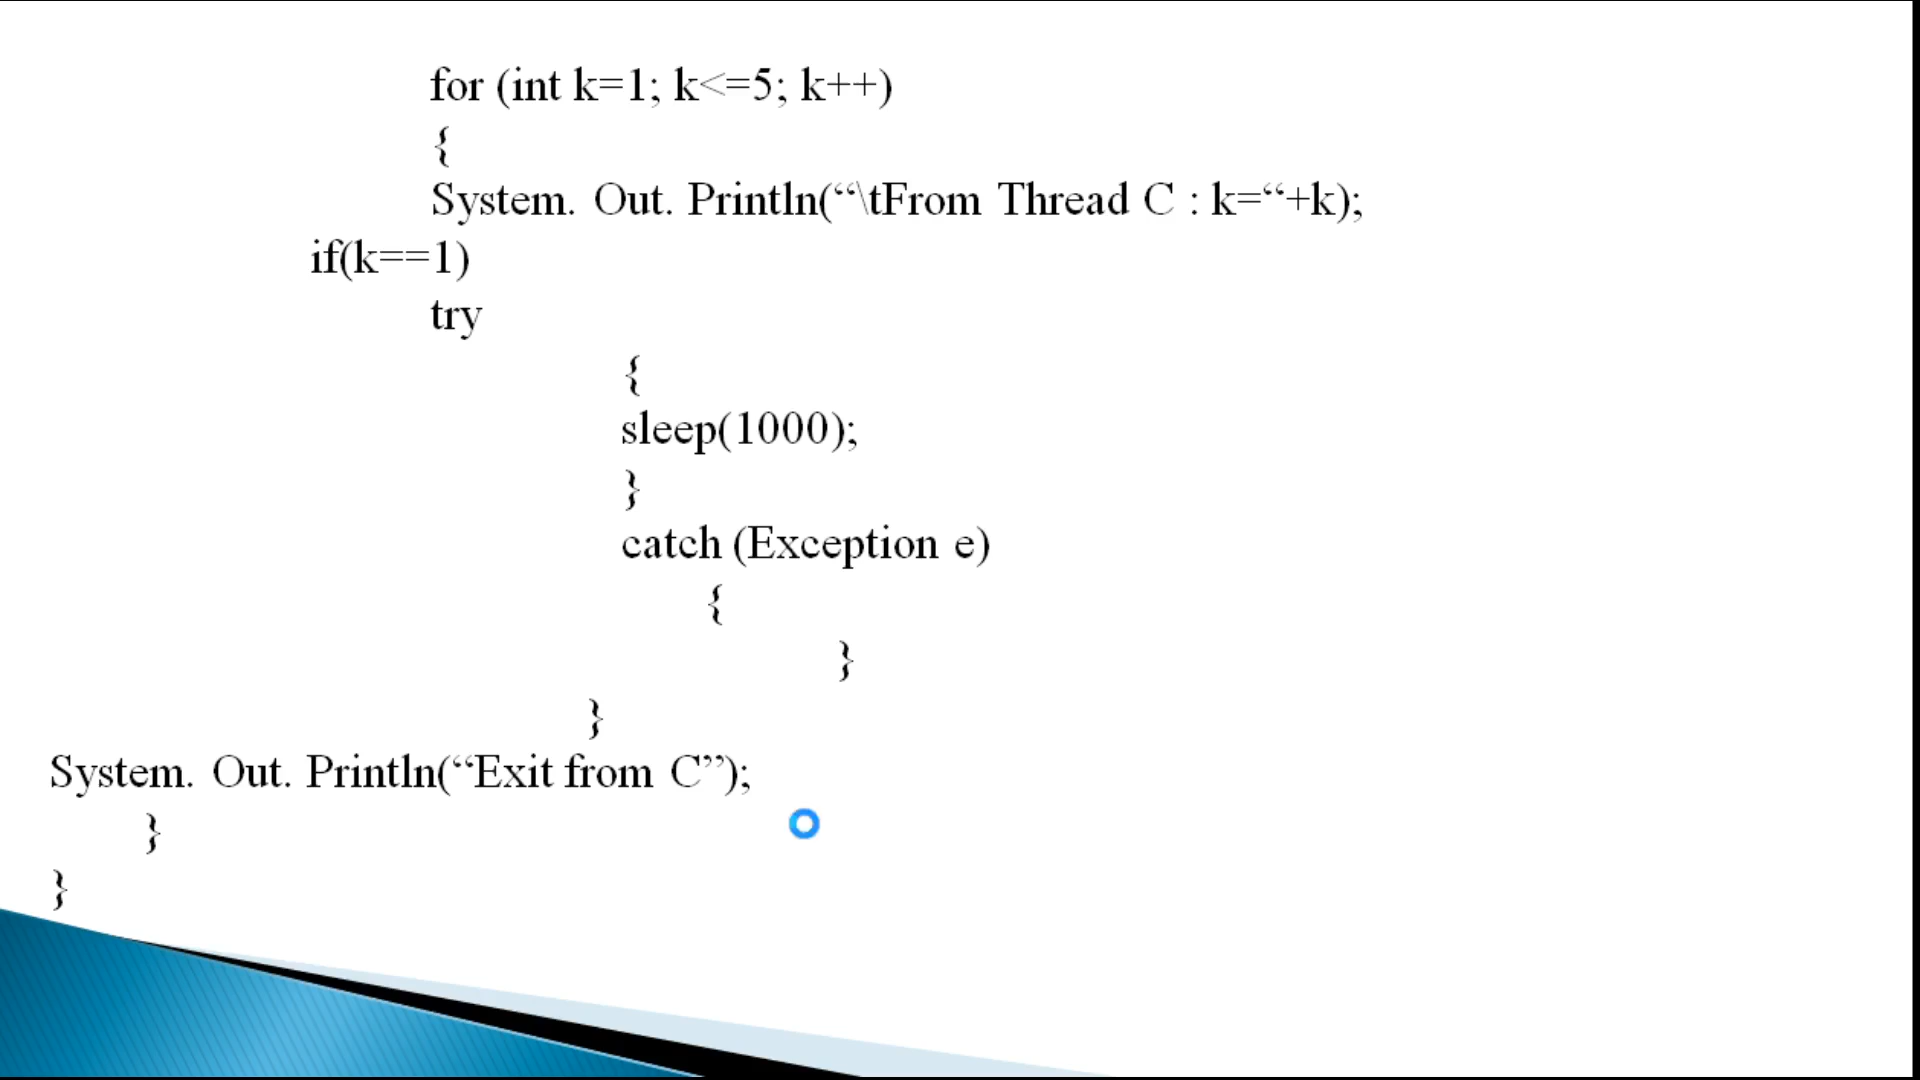 for (int k=1; k<=5; k++)
{
System. Out. Println(“\tFrom Thread C : k=“+k);
if(k==1)
try
{
sleep(1000);
}
catch (Exception e)
{
}
}
System. Out. Println(“Exit from C”);
}
}